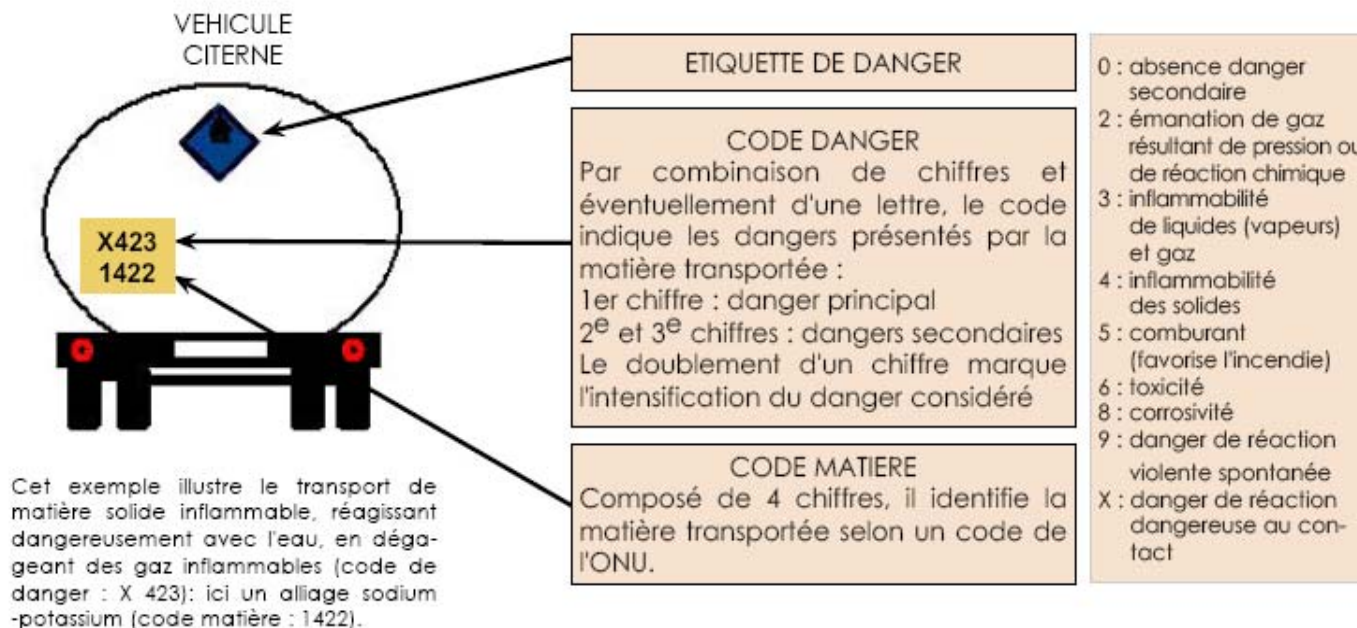 VEHICULE
CITERNE
X423
1422
Cet exemple illustre le transport de
matière solide inflammable, réagissant
dangereusement avec l'eau, en déga-
geant des gaz inflammables (code de
danger : X 423): ici un alliage sodium
-potassium (code matière : 1422).
ETIQUETTE DE DANGER
CODE DANGER
Par combinaison de chiffres et
éventuellement d'une lettre, le code
indique les dangers présentés par la
matière transportée :
1er chiffre : danger principal
2e et 3e chiffres : dangers secondaires
Le doublement d'un chiffre marque
l'intensification du danger considéré
CODE MATIERE
Composé de 4 chiffres, il identifie la
matière transportée selon un code de
l'ONU.
0 : absence danger
secondaire
2 : émanation de gaz
résultant de pression ou
de réaction chimique
3 : inflammabilité
de liquides (vapeurs)
et gaz
4 : inflammabilité
des solides
5 : comburant
(favorise l'incendie)
6 : toxicité
8 : corrosivité
9 : danger de réaction
violente spontanée
X : danger de réaction
dangereuse au con-
tact